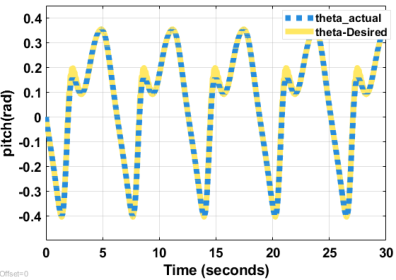 0.4
0.3
0.2
0.1
0
-0.1
-0.2
-0.3
-0.4
pitch(rad)
theta_actual
theta-Desired
0 5 10 15 20 25 30
Time (seconds)
Offset=0